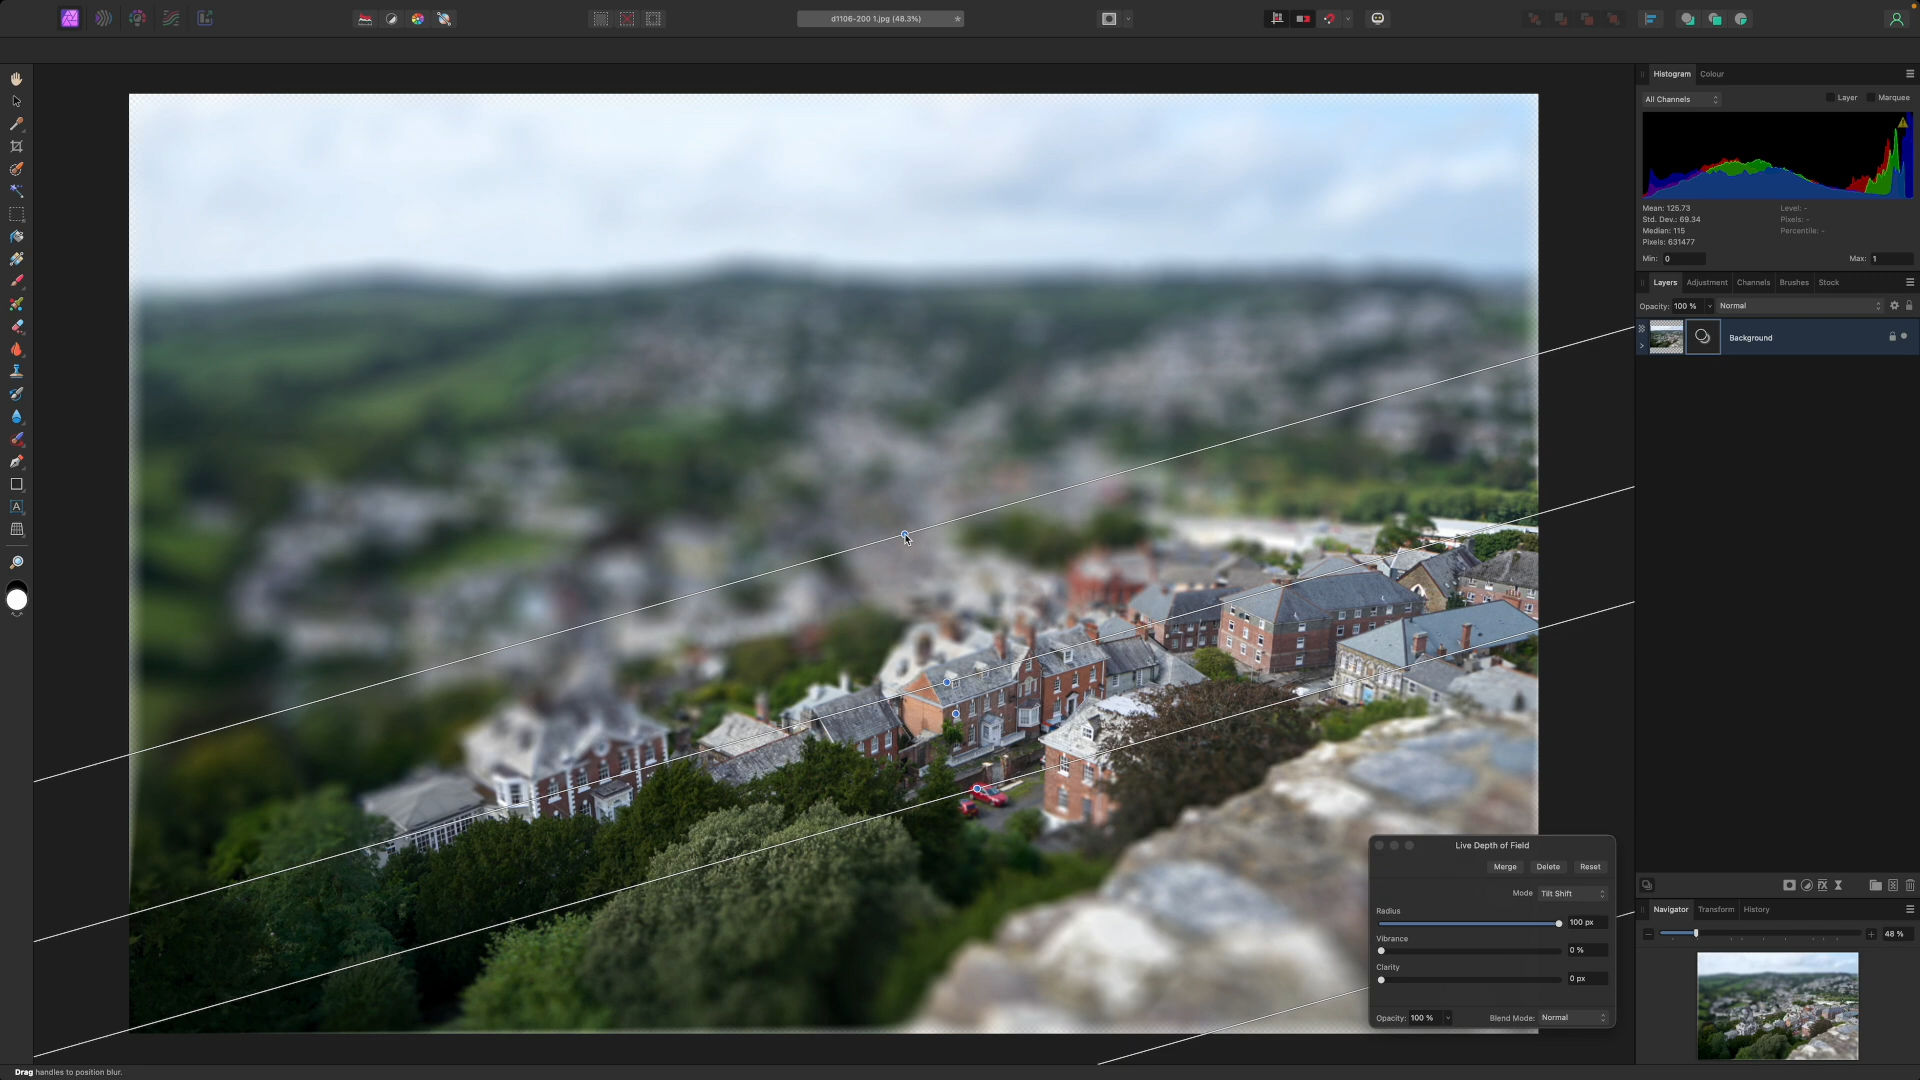 d1106-200 1.jpg (48.3%)
*
Histogram
Colour
All Channels
Layer
Marquee
Mean: 125.73
Std. Dev.: 69.34
Median: 115
Pixels: 631477
Level: -
Pixels: -
Percentile: -
Min: 0
Max: 1
Layers
Adjustment
Channels
Brushes
Stock
Opacity: 100 %
Normal
Background
A
Live Depth of Field
Merge
Delete
Reset
Mode
Tilt Shift
Radius
100 px
Vibrance
0 %
Clarity
0 px
Opacity: 100 %
Blend Mode: Normal
Navigator
Transform
History
48 %
Drag handles to position blur.